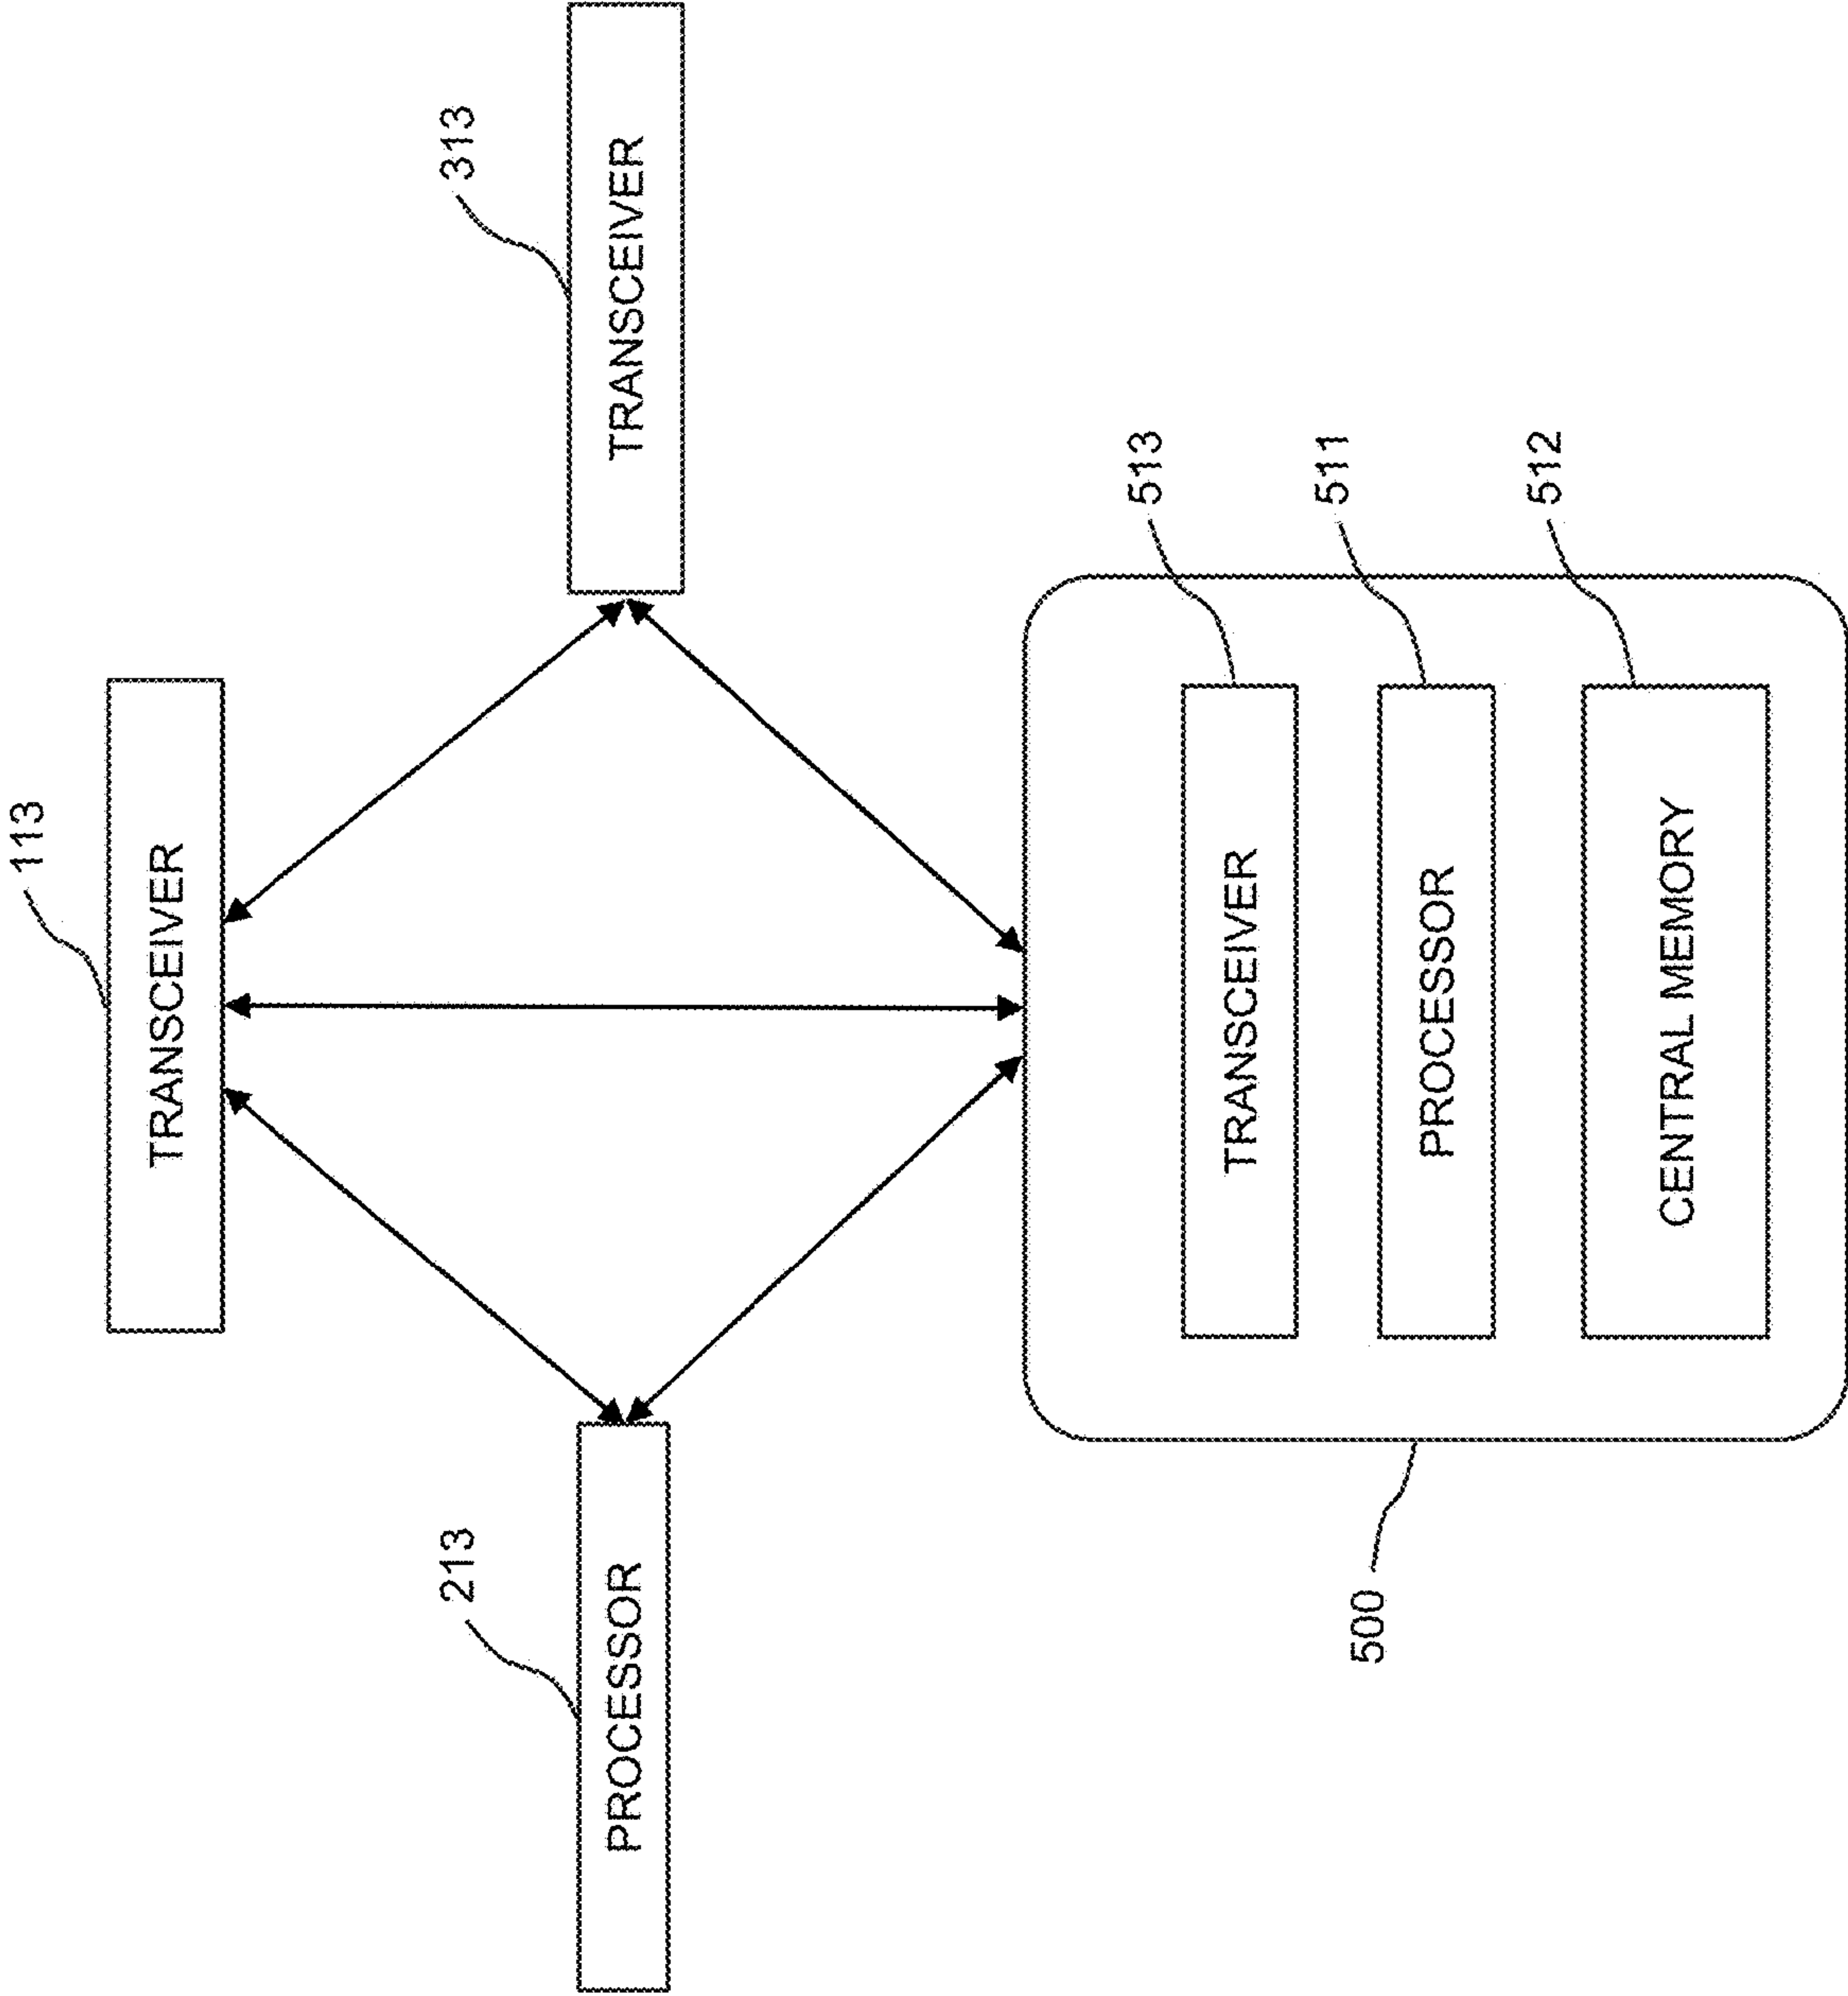 113
TRANSCEIVER
213
PROCESSOR
313
TRANSCEIVER
500
TRANSCEIVER
513
PROCESSOR
511
CENTRAL MEMORY
512